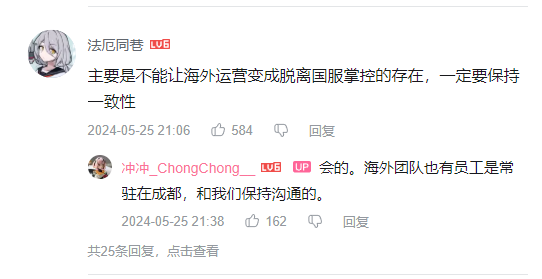 法厄同巷 LV6
主要是不能让海外运营变成脱离国服掌控的存在，一定要保持
一致性
2024-05-25 21:06 584 回复
冲冲_ChongChong__ LV6 UP 会的。海外团队也有员工是常
驻在成都，和我们保持沟通的。
2024-05-25 21:38 162 回复
共25条回复，点击查看